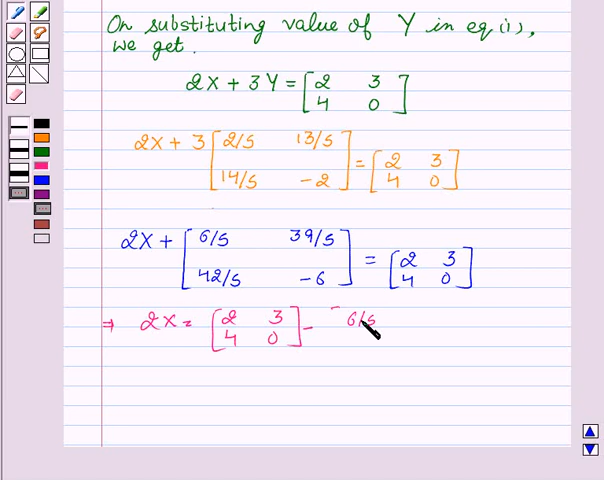 On substituting value of Y in eq (i),
we get.
2X + 3Y = [2 3
4 0]
2X + 3 [2/5 13/5
14/5 -2] = [2 3
4 0]
2X + [6/5 39/5
42/5 -6] = [2 3
4 0]
⇒ 2X = [2 3
4 0] - 6/5